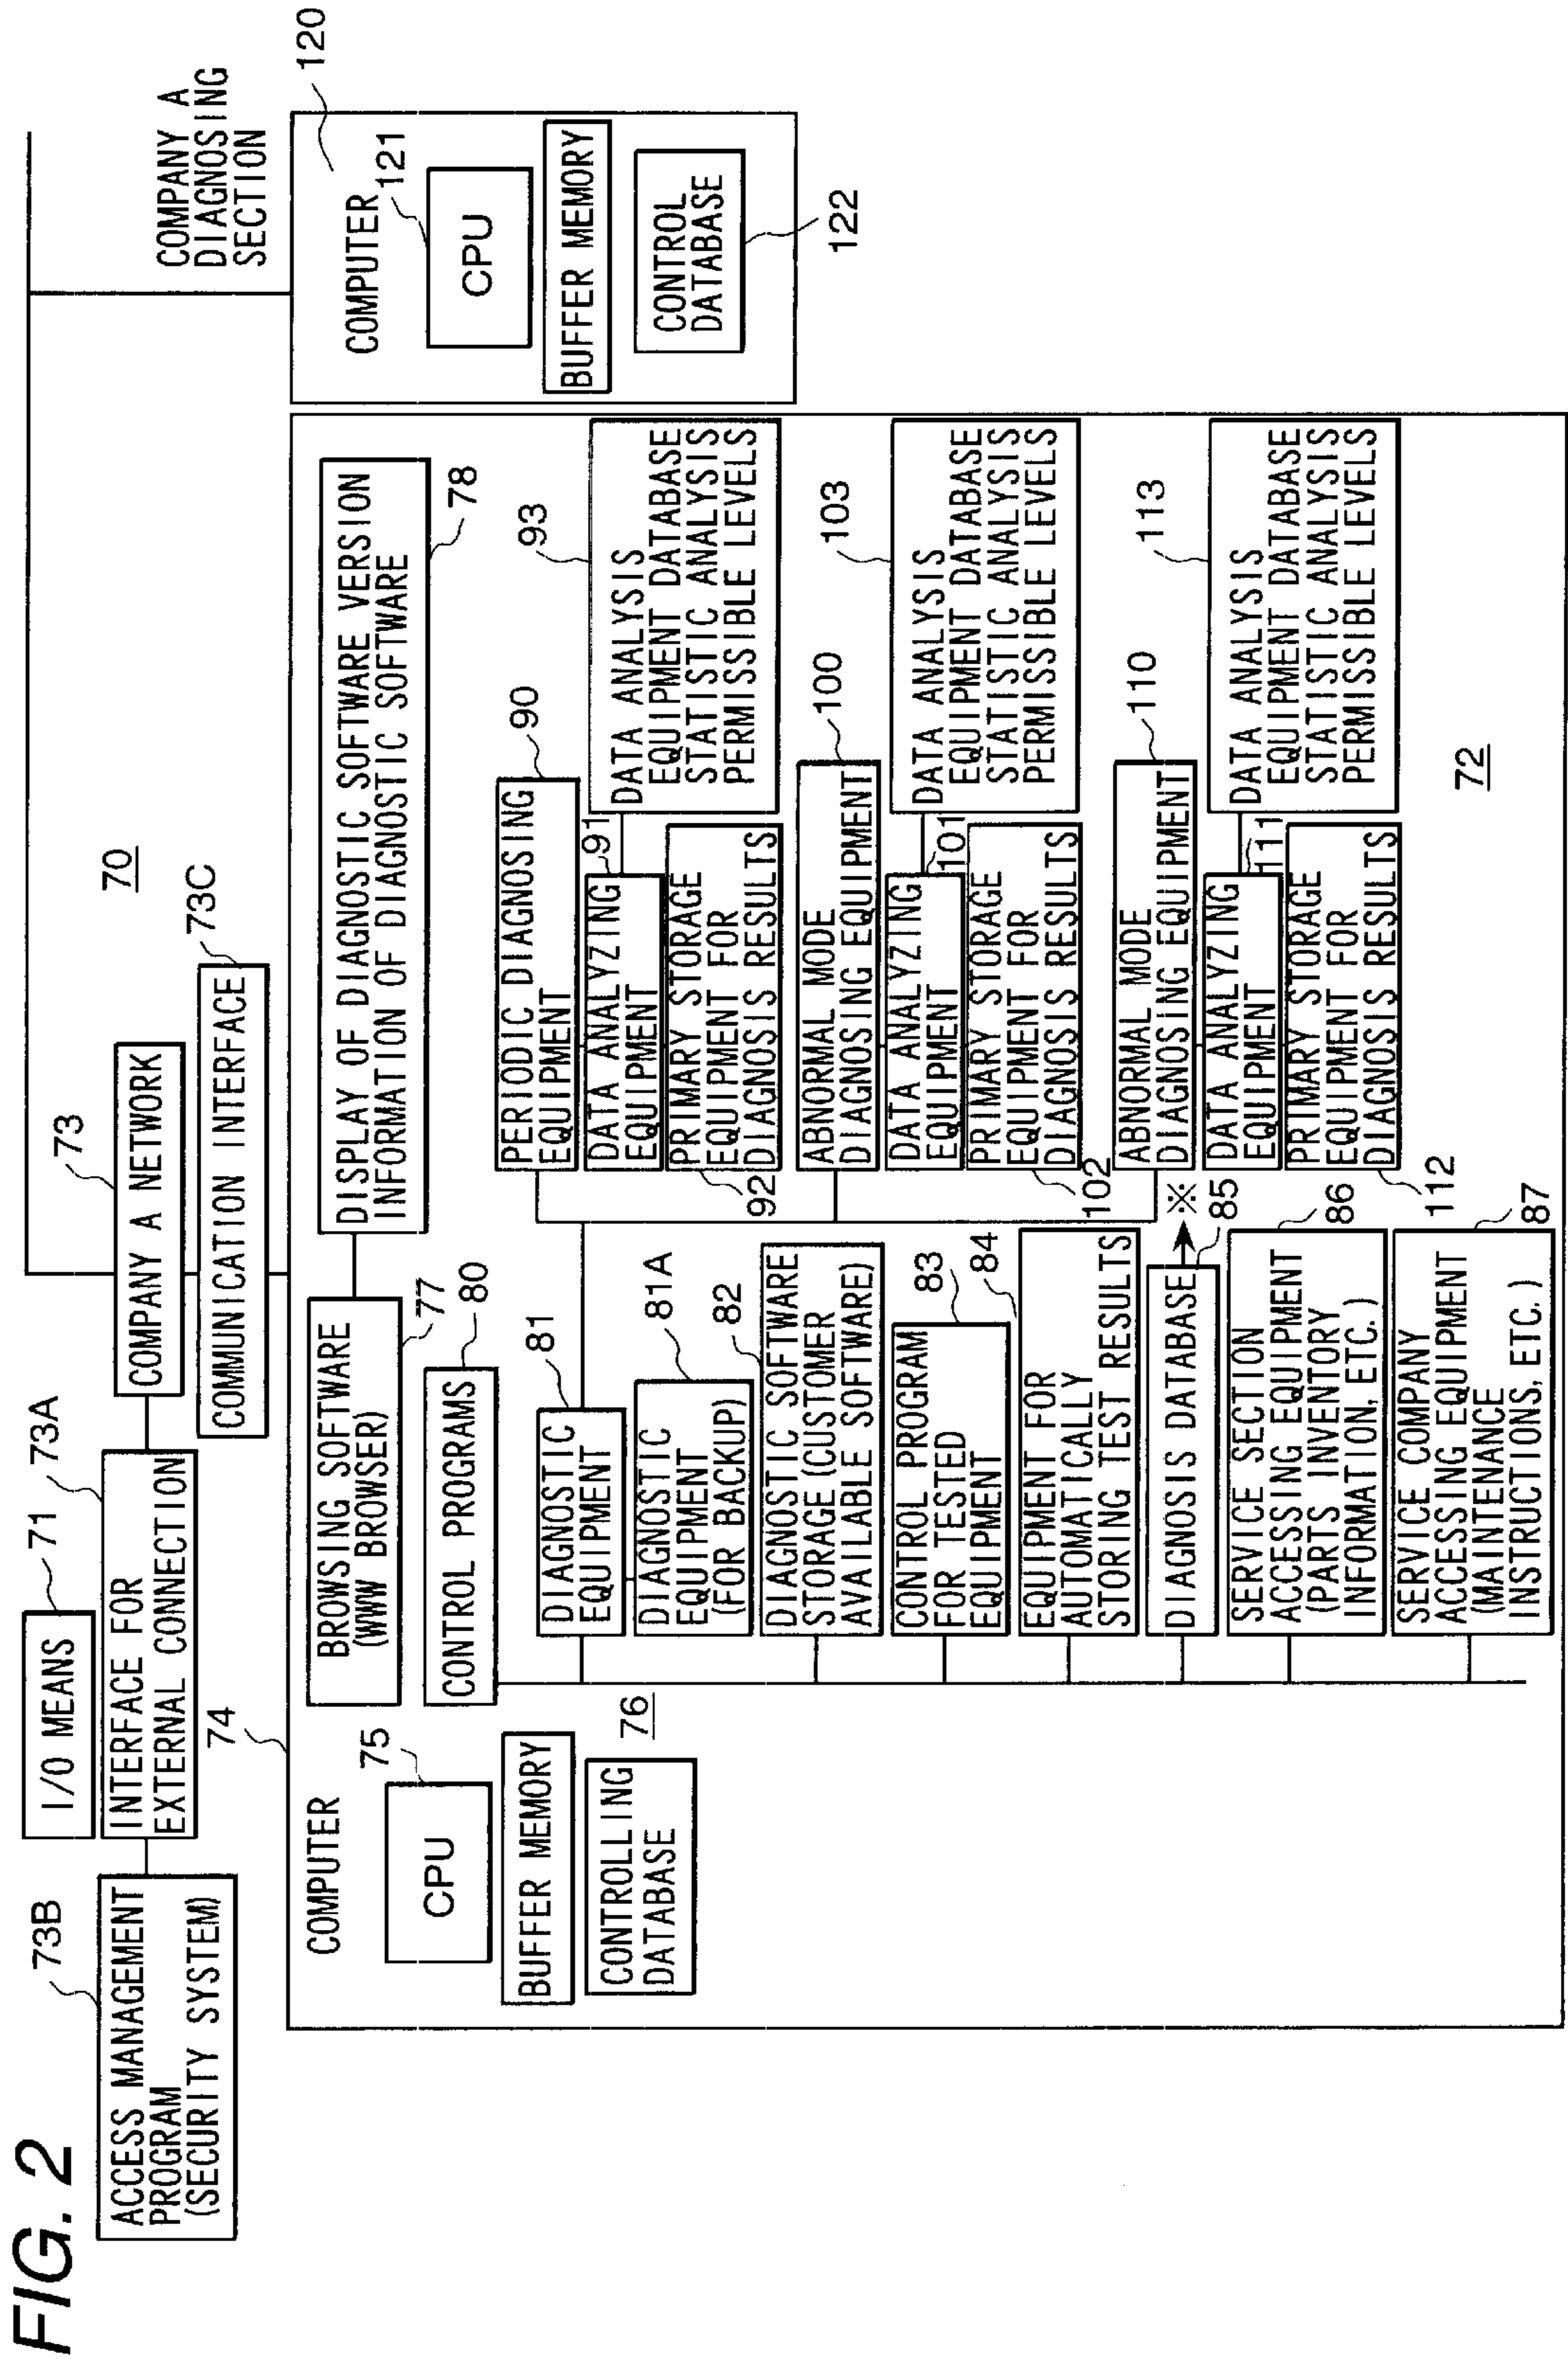 FIG. 2
73B
ACCESS MANAGEMENT
PROGRAM
(SECURITY SYSTEM)
I/O MEANS
71
INTERFACE FOR
EXTERNAL CONNECTION
73A
73
COMPANY A NETWORK
70
COMMUNICATION INTERFACE
73C
COMPANY A
DIAGNOSING
SECTION
120
COMPUTER
121
CPU
BUFFER MEMORY
CONTROL
DATABASE
122
74
COMPUTER
75
CPU
BUFFER MEMORY
76
CONTROLLING
DATABASE
BROWSING SOFTWARE
(WWW BROWSER)
77
DISPLAY OF DIAGNOSTIC SOFTWARE VERSION
INFORMATION OF DIAGNOSTIC SOFTWARE
78
CONTROL PROGRAMS
80
DIAGNOSTIC
EQUIPMENT
81
DIAGNOSTIC
EQUIPMENT
(FOR BACKUP)
81A
DIAGNOSTIC SOFTWARE
STORAGE (CUSTOMER
AVAILABLE SOFTWARE)
82
CONTROL PROGRAM
FOR TESTED
EQUIPMENT
83
EQUIPMENT FOR
AUTOMATICALLY
STORING TEST RESULTS
84
DIAGNOSIS DATABASE
※
85
SERVICE SECTION
ACCESSING EQUIPMENT
(PARTS INVENTORY
INFORMATION, ETC.)
86
SERVICE COMPANY
ACCESSING EQUIPMENT
(MAINTENANCE
INSTRUCTIONS, ETC.)
87
PERIODIC DIAGNOSING
EQUIPMENT
90
DATA ANALYZING
EQUIPMENT
91
PRIMARY STORAGE
EQUIPMENT FOR
DIAGNOSIS RESULTS
92
93
DATA ANALYSIS
EQUIPMENT DATABASE
STATISTIC ANALYSIS
PERMISSIBLE LEVELS
ABNORMAL MODE
DIAGNOSING EQUIPMENT
100
DATA ANALYZING
EQUIPMENT
101
PRIMARY STORAGE
EQUIPMENT FOR
DIAGNOSIS RESULTS
102
103
DATA ANALYSIS
EQUIPMENT DATABASE
STATISTIC ANALYSIS
PERMISSIBLE LEVELS
ABNORMAL MODE
DIAGNOSING EQUIPMENT
110
DATA ANALYZING
EQUIPMENT
111
PRIMARY STORAGE
EQUIPMENT FOR
DIAGNOSIS RESULTS
112
113
DATA ANALYSIS
EQUIPMENT DATABASE
STATISTIC ANALYSIS
PERMISSIBLE LEVELS
72